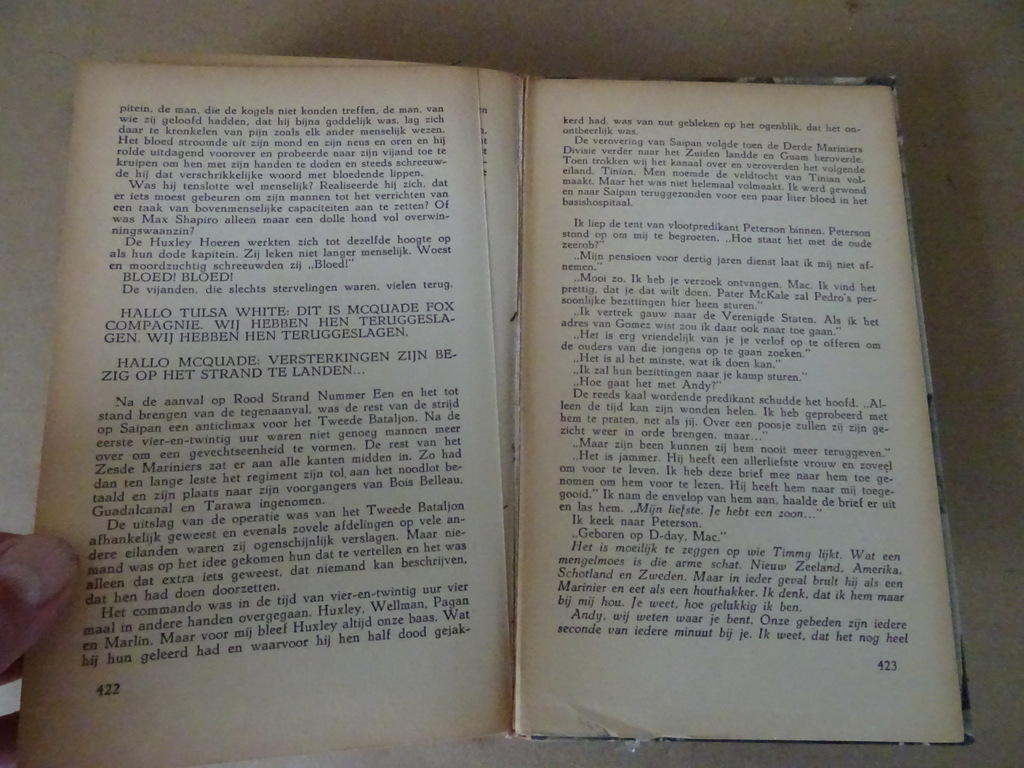 pitein, de man, die de kogels niet konden treffen, de man, van
wie zij geloofd hadden, dat hij bijna goddelijk was, lag zich
daar te kronkelen van pijn zoals elk ander menselijk wezen.
Het bloed stroomde uit zijn mond en zijn neus en oren en hij
rolde uitdagend voorover en probeerde naar zijn vijand toe te
kruipen om hen met zijn handen te doden en steeds schreeuw-
de hij dat verschrikkelijke woord met bloedende lippen.
Was hij tenslotte wel menselijk? Realiseerde hij zich, dat
er iets moest gebeuren om zijn mannen tot het verrichten van
een taak van bovenmenselijke capaciteiten aan te zetten? Of
was Max Shapiro alleen maar een dolle hond vol overwin-
ningswaanzin?
De Huxley Hoeren werkten zich tot dezelfde hoogte op
als hun dode kapitein. Zij leken niet langer menselijk. Woest
en moordzuchtig schreeuwden zij „Bloed!"
BLOED! BLOED!
De vijanden, die slechts stervelingen waren, vielen terug.
HALLO TULSA WHITE: DIT IS MCQUADE FOX
COMPAGNIE. WIJ HEBBEN HEN TERUGGESLA-
GEN. WIJ HEBBEN HEN TERUGGESLAGEN.
HALLO MCQUADE: VERSTERKINGEN ZIJN BE-
ZIG OP HET STRAND TE LANDEN...
Na de aanval op Rood Strand Nummer Een en het tot
stand brengen van de tegenaanval, was de rest van de strijd
op Saipan een anticlimax voor het Tweede Bataljon. Na de
eerste vier-en-twintig uur waren niet genoeg mannen meer
over om een gevechtseenheid te vormen. De rest van het
Zesde Mariniers zat er aan alle kanten midden in. Zo had
dan ten lange leste het regiment zijn tol aan het noodlot be-
taald en zijn plaats naar zijn voorgangers van Bois Belleau,
Guadalcanal en Tarawa ingenomen.
De uitslag van de operatie was van het Tweede Bataljon
afhankelijk geweest en evenals zovele afdelingen op vele an-
dere eilanden waren zij ogenschijnlijk verslagen. Maar nie-
mand was op het idee gekomen hun dat te vertellen en het was
alleen dat extra iets geweest, dat niemand kan beschrijven,
dat hen had doen doorzetten.
Het commando was in de tijd van vier-en-twintig uur vier
maal in andere handen overgegaan. Huxley, Wellman, Pagan
en Marlin. Maar voor mij bleef Huxley altijd onze baas. Wat
hij hun geleerd had en waarvoor hij hen half dood gejak-
422
kerd had, was van nut gebleken op het ogenblik, dat het on-
ontbeerlijk was.
De verovering van Saipan volgde toen de Derde Mariniers
Divisie verder naar het Zuiden landde en Guam heroverde.
Toen trokken wij het kanaal over en veroverden het volgende
eiland, Tinian. Men noemde de veldtocht van Tinian vol-
maakt. Maar het was niet helemaal volmaakt. Ik werd gewond
en naar Saipan teruggezonden voor een paar liter bloed in het
basishospitaal.
Ik liep de tent van vlootpredikant Peterson binnen. Peterson
stond op om mij te begroeten. „Hoe staat het met de oude
zeerob?"
„Mijn pensioen voor dertig jaren dienst laat ik mij niet af-
nemen."
„Mooi zo. Ik heb je verzoek ontvangen, Mac. Ik vind het
prettig, dat je dat wilt doen. Pater McKale zal Pedro's per-
soonlijke bezittingen hier heen sturen."
„Ik vertrek gauw naar de Verenigde Staten. Als ik het
adres van Gomez wist zou ik daar ook naar toe gaan."
„Het is erg vriendelijk van je je verlof op te offeren om
de ouders van die jongens op te gaan zoeken."
„Het is al het minste, wat ik doen kan."
„Ik zal hun bezittingen naar je kamp sturen."
„Hoe gaat het met Andy?"
De reeds kaal wordende predikant schudde het hoofd. „Al-
leen de tijd kan zijn wonden helen. Ik heb geprobeerd met
hem te praten, net als jij. Over een poosje zullen zij zijn ge-
zicht weer in orde brengen, maar..."
„Maar zijn been kunnen zij hem nooit meer teruggeven."
„Het is jammer. Hij heeft een allerliefste vrouw en zoveel
om voor te leven. Ik heb deze brief mee naar hem toe ge-
nomen om hem voor te lezen. Hij heeft hem naar mij toege-
gooid." Ik nam de envelop van hem aan, haalde de brief er uit
en las hem. „Mijn liefste. Je hebt een zoon..."
Ik keek naar Peterson.
„Geboren op D-day, Mac."
Het is moeilijk te zeggen op wie Timmy lijkt. Wat een
mengelmoes is die arme schat. Nieuw Zeeland, Amerika,
Schotland en Zweden. Maar in ieder geval brult hij als een
Marinier en eet als een houthakker. Ik denk, dat ik hem maar
bij mij hou. Je weet, hoe gelukkig ik ben.
Andy, wij weten waar je bent. Onze gebeden zijn iedere
seconde van iedere minuut bij je. Ik weet, dat het nog heel
423